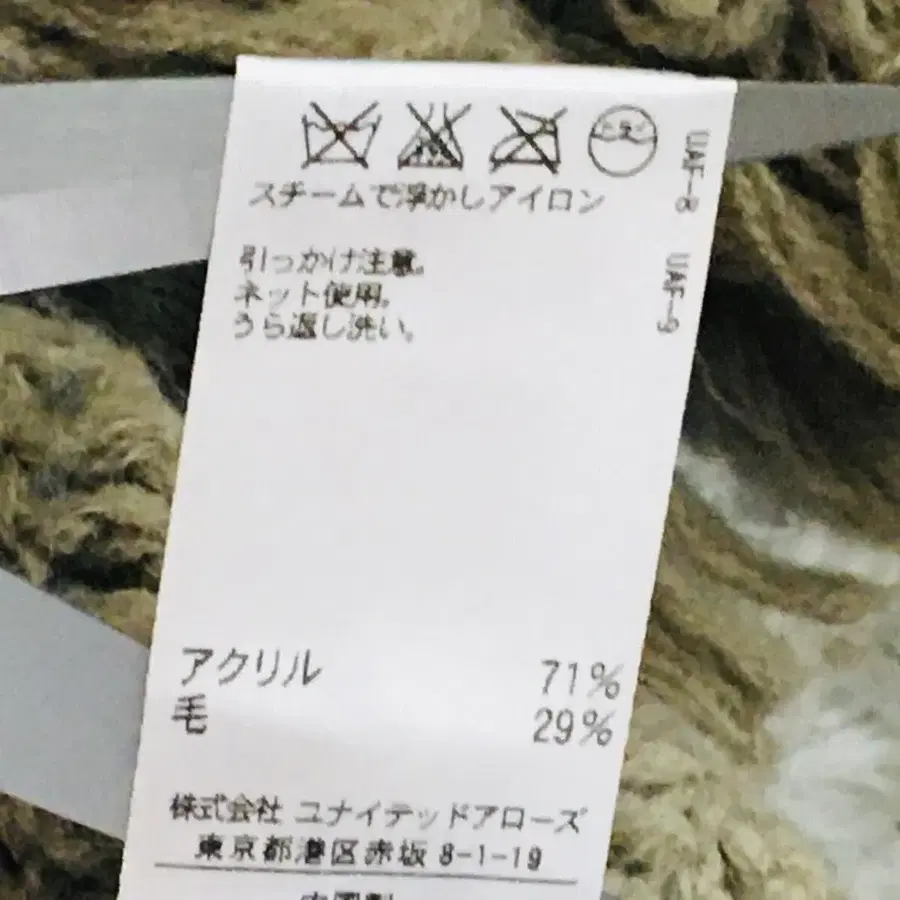 スチームで浮かしアイロン
引っかけ注意。
ネット使用。
うら返し洗い。
アクリル 71%
毛 29%
株式会社 ユナイテッドアローズ
東京都港区赤坂 8-1-19
UAF-8 UAF-9